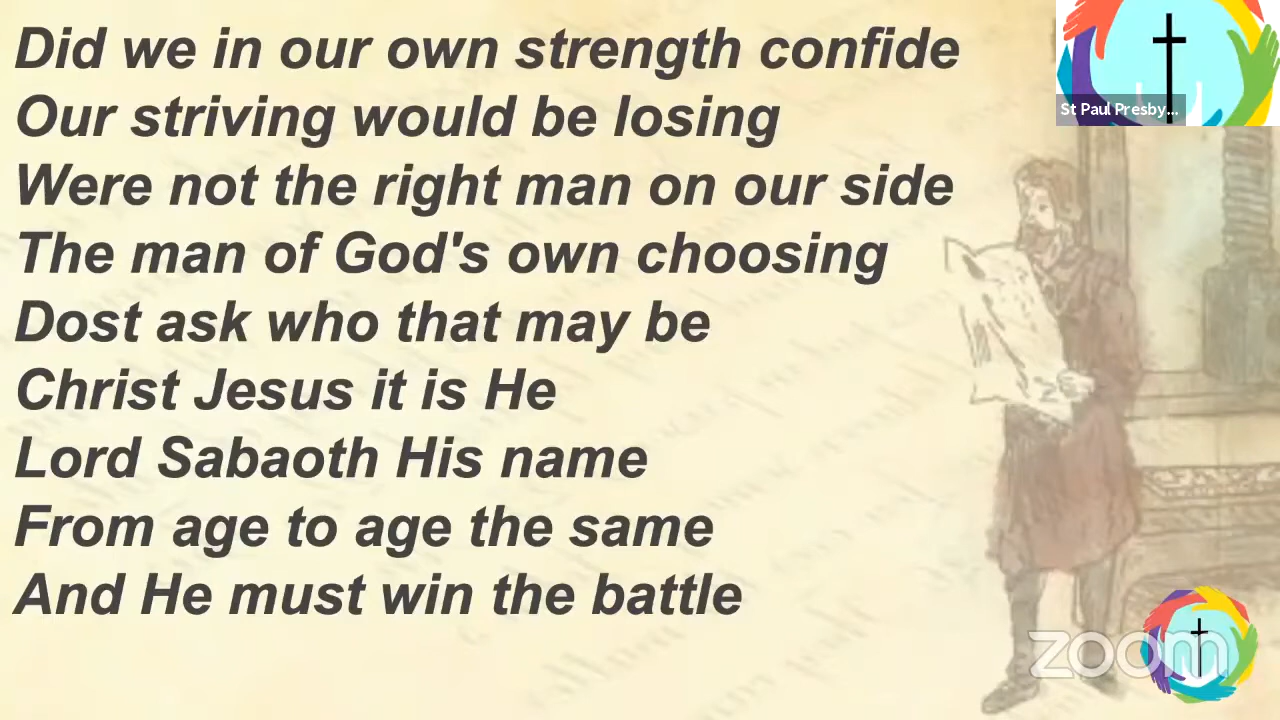 Did we in our own strength confide
Our striving would be losing
Were not the right man on our side
The man of God's own choosing
Dost ask who that may be
Christ Jesus it is He
Lord Sabaoth His name
From age to age the same
And He must win the battle
St Paul Presby...
zoom